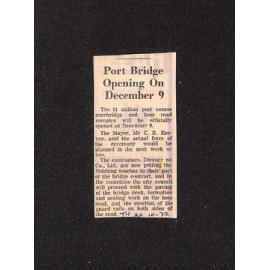 Port Bridge
Opening On
December 9
The $1 million port access
overbridge and loop road
complex will be officially
opened on December 9.
The Mayor, Mr C. R. 
ver, said the actual form of
the ceremony would be
planned in the next week or
two.
The contractors,
Co., Ltd, are now putting the
finishing touches to their part
of the bridge contract, and in
the meantime the city council
will proceed with the paving
of the bridge deck, formation
and sealing work on the loop
road, and the erection of the
guard rails on both sides of
the road.